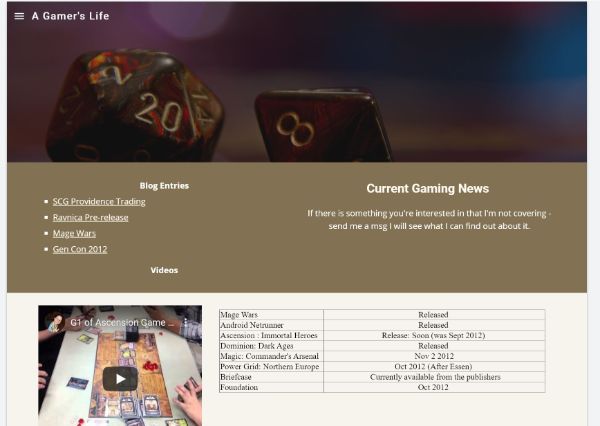 A Gamer's Life
20
8
Blog Entries
SCG Providence Trading
Ravnica Pre-release
Mage Wars
Gen Con 2012
Videos
Current Gaming News
If there is something you're interested in that I'm not covering -
send me a msg I will see what I can find out about it.
G1 of Ascension Game ...
Mage Wars Released
Android Netrunner Released
Ascension : Immortal Heroes Release: Soon (was Sept 2012)
Dominion: Dark Ages Released
Magic: Commander's Arsenal Nov 2 2012
Power Grid: Northern Europe Oct 2012 (After Essen)
Briefcase Currently available from the publishers
Foundation Oct 2012